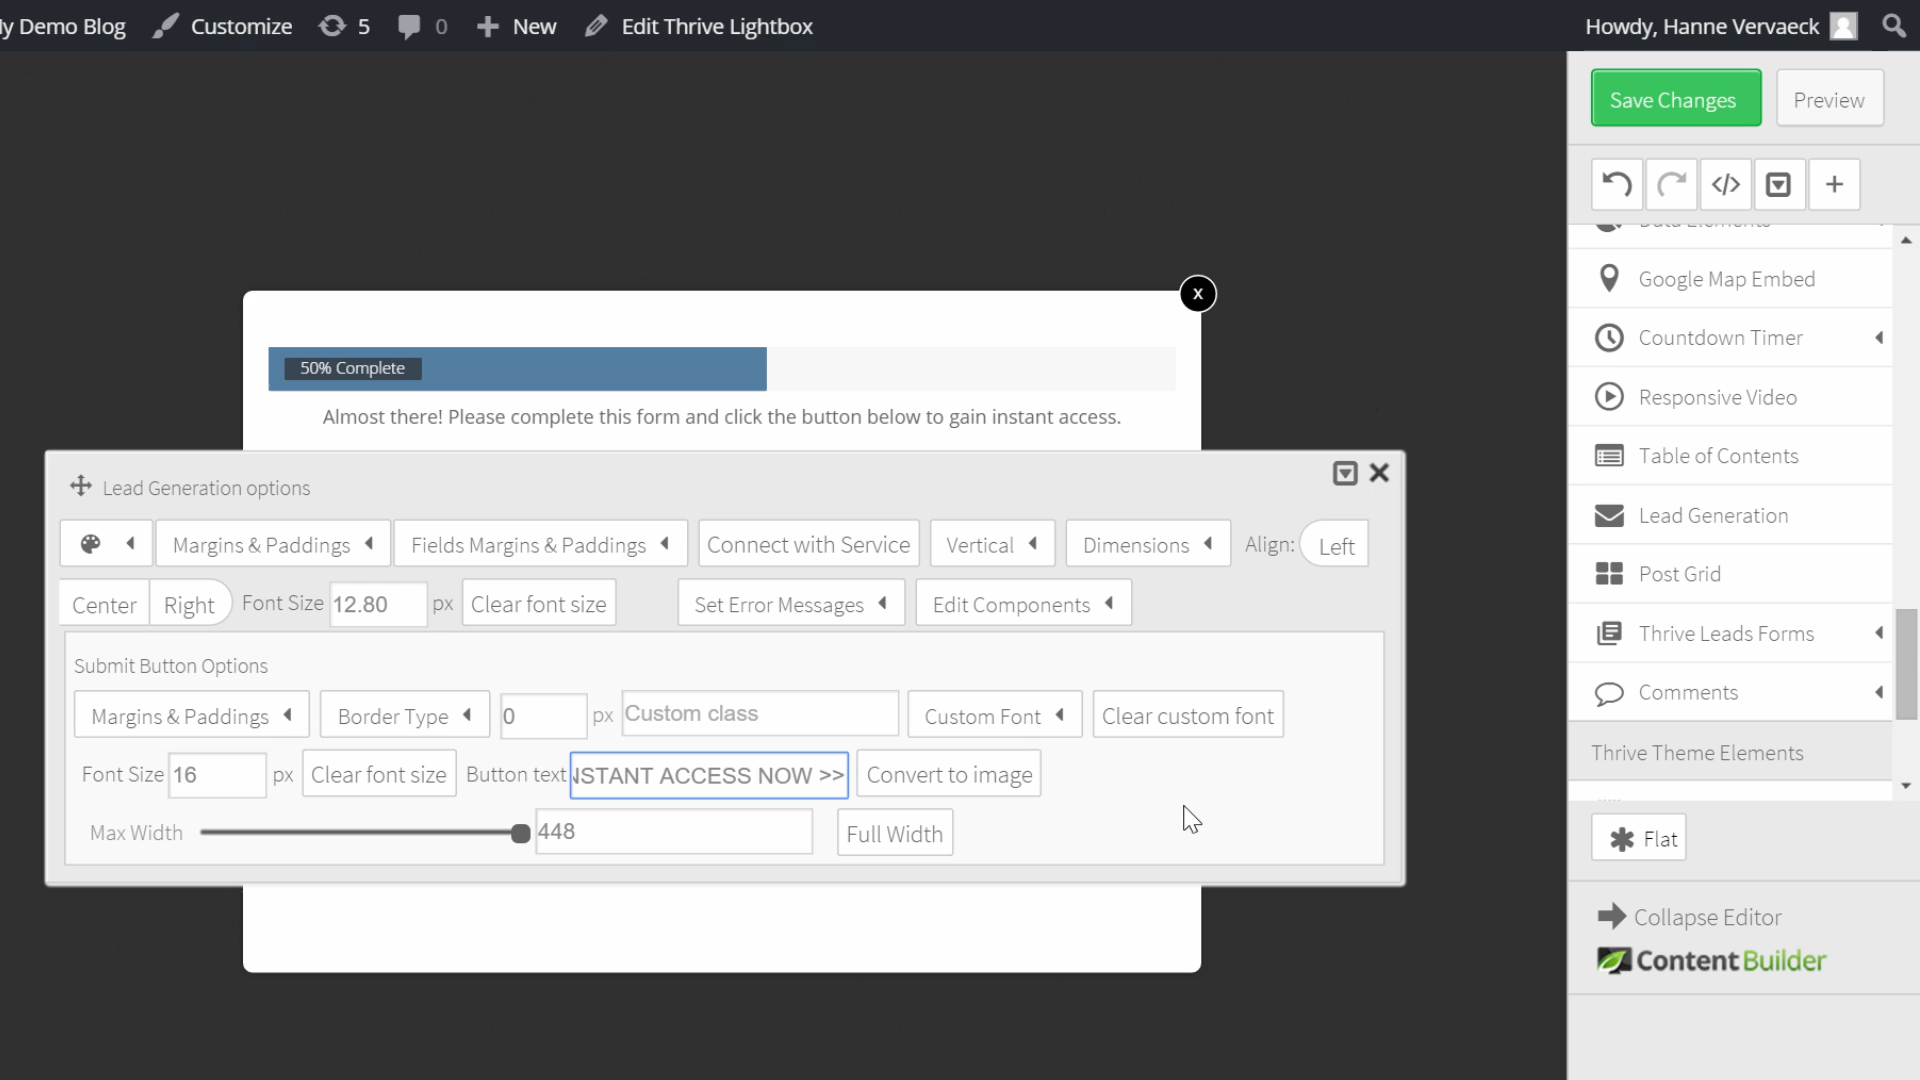 My Demo Blog Customize 5 0 New Edit Thrive Lightbox Howdy, Hanne Vervaeck
Save Changes Preview
Data Elements
Google Map Embed
Countdown Timer
Responsive Video
Table of Contents
Lead Generation
Post Grid
Thrive Leads Forms
Comments
Thrive Theme Elements
Flat
Collapse Editor
Content Builder
x
50% Complete
Almost there! Please complete this form and click the button below to gain instant access.
Lead Generation options
Margins & Paddings Fields Margins & Paddings Connect with Service Vertical Dimensions Align: Left
Center Right Font Size 12.80 px Clear font size Set Error Messages Edit Components
Submit Button Options
Margins & Paddings Border Type 0 px Custom class Custom Font Clear custom font
Font Size 16 px Clear font size Button text NSTANT ACCESS NOW >> Convert to image
Max Width 448 Full Width